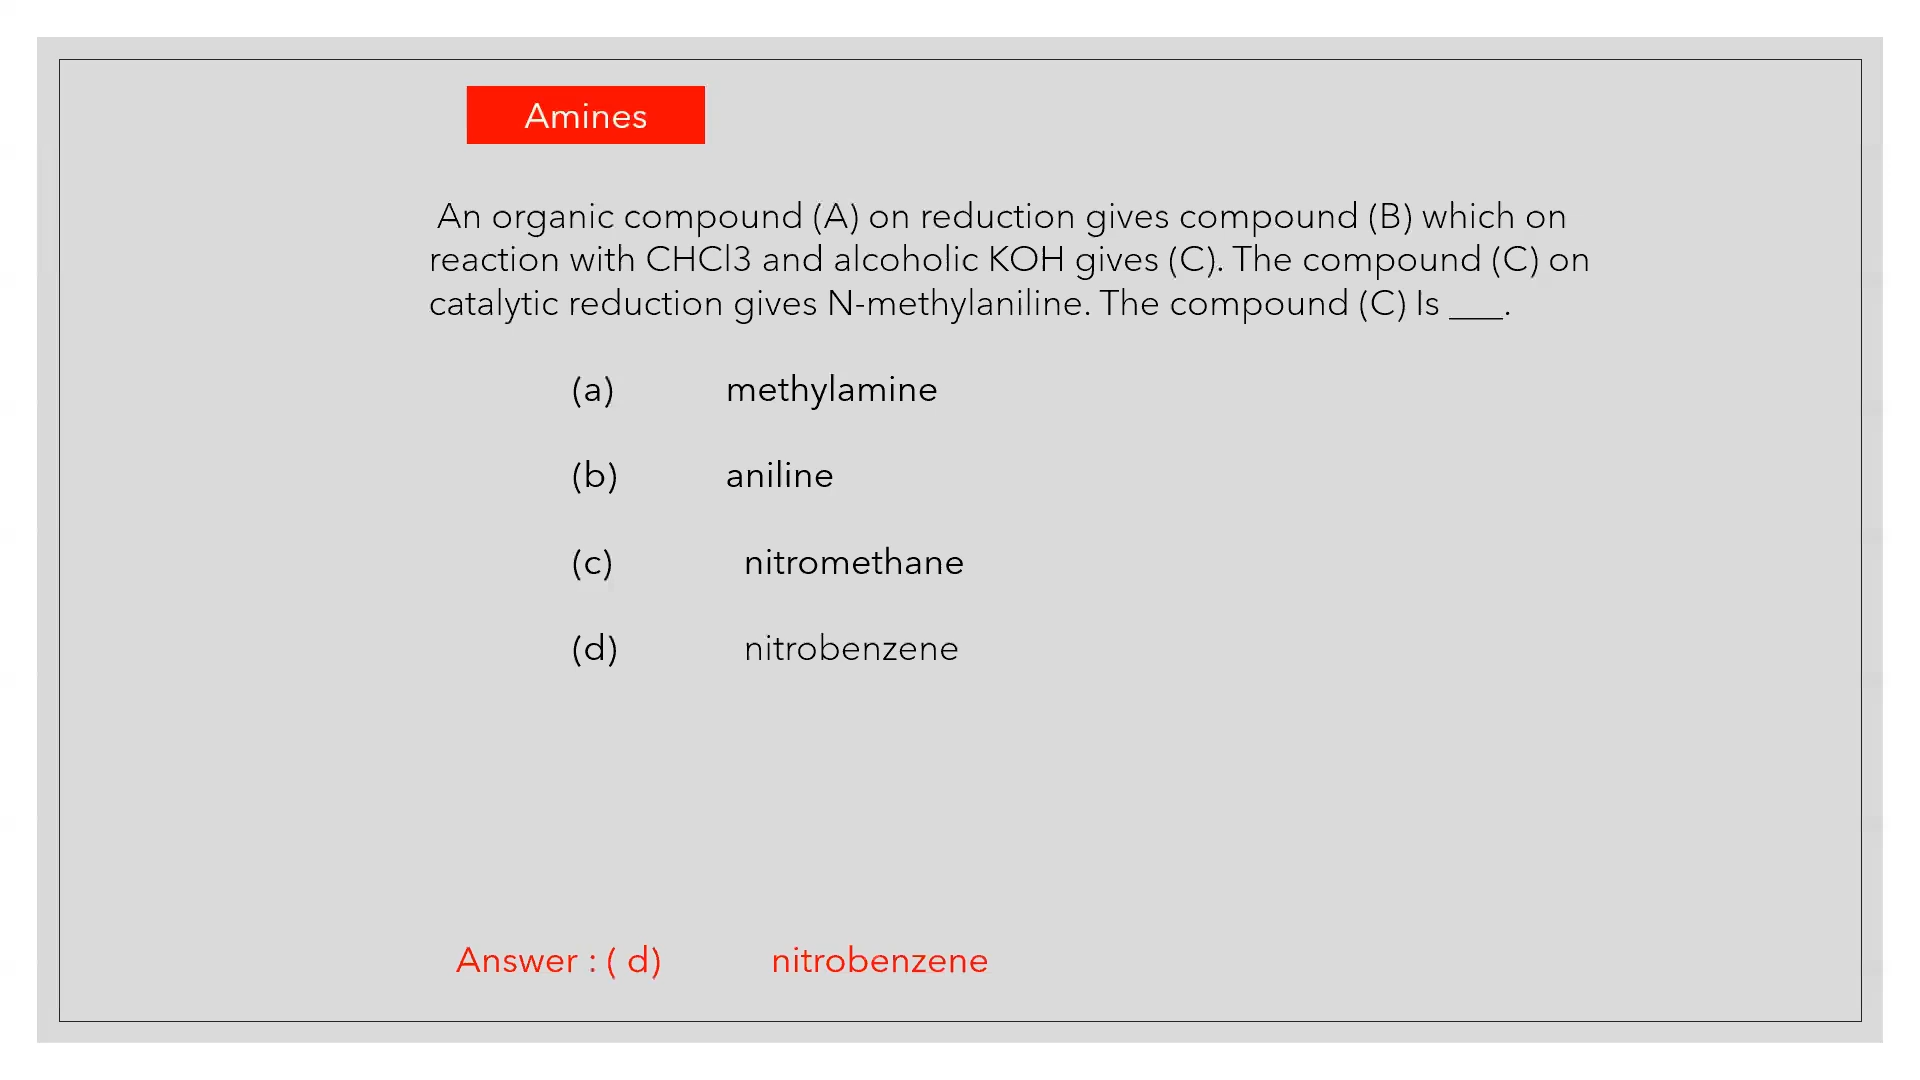 Amines
An organic compound (A) on reduction gives compound (B) which on
reaction with CHCl3 and alcoholic KOH gives (C). The compound (C) on
catalytic reduction gives N-methylaniline. The compound (C) Is ___.
(a) methylamine
(b) aniline
(c) nitromethane
(d) nitrobenzene
Answer : ( d) nitrobenzene